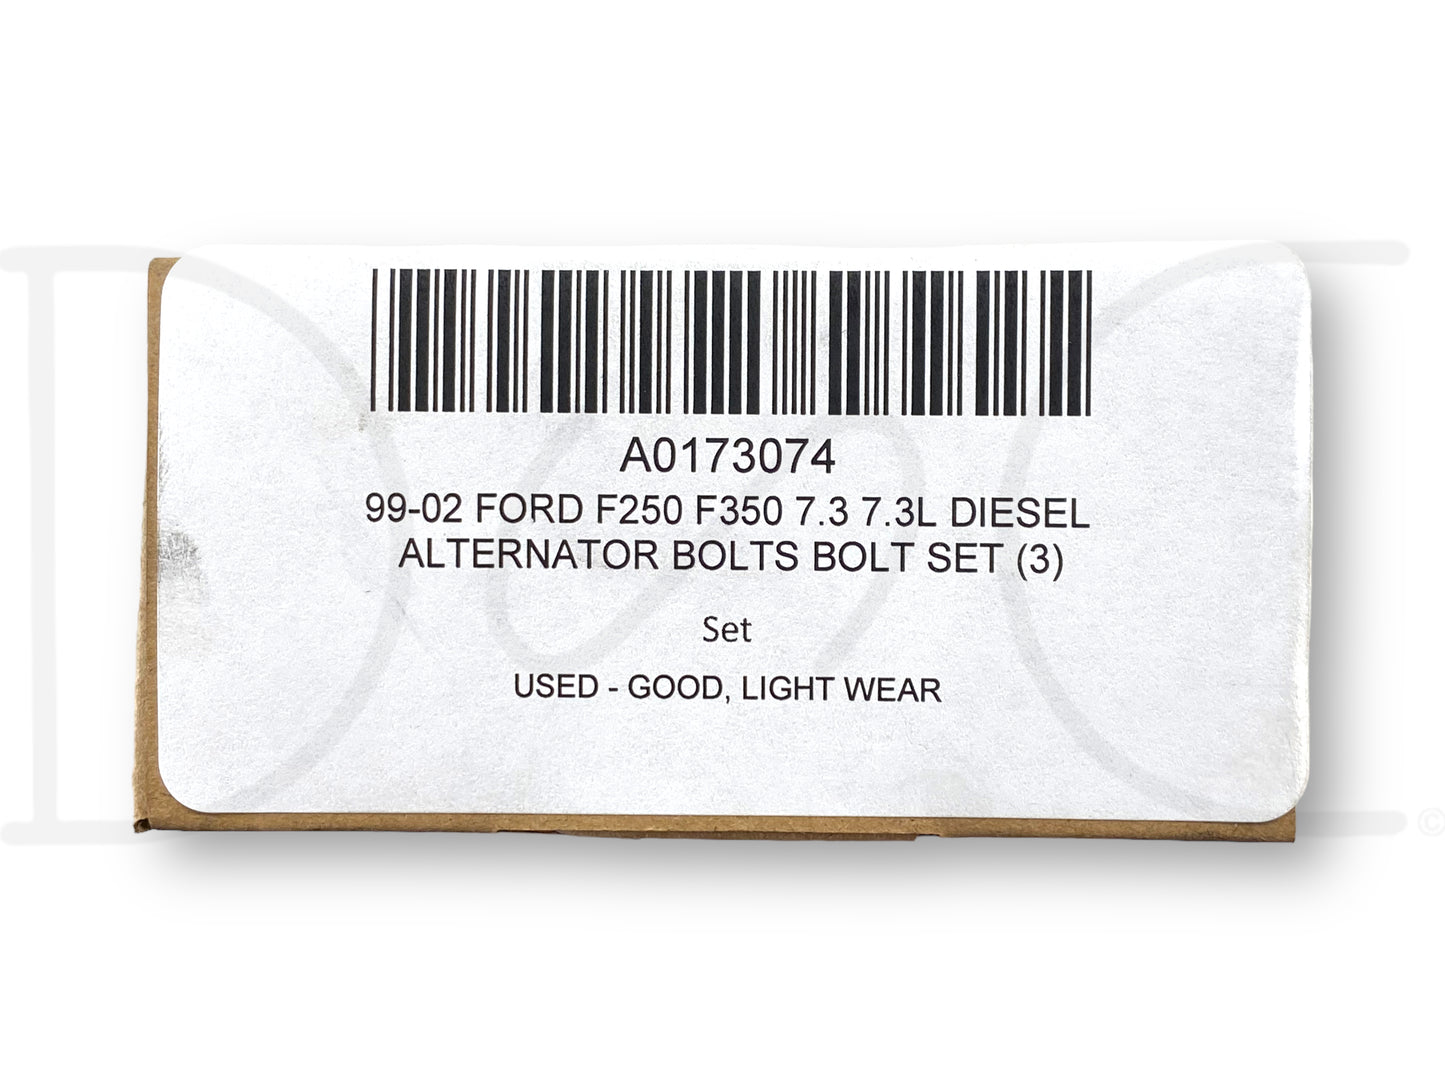 A0173074
99-02 FORD F250 F350 7.3 7.3L DIESEL
ALTERNATOR BOLTS BOLT SET (3)
Set
USED - GOOD, LIGHT WEAR